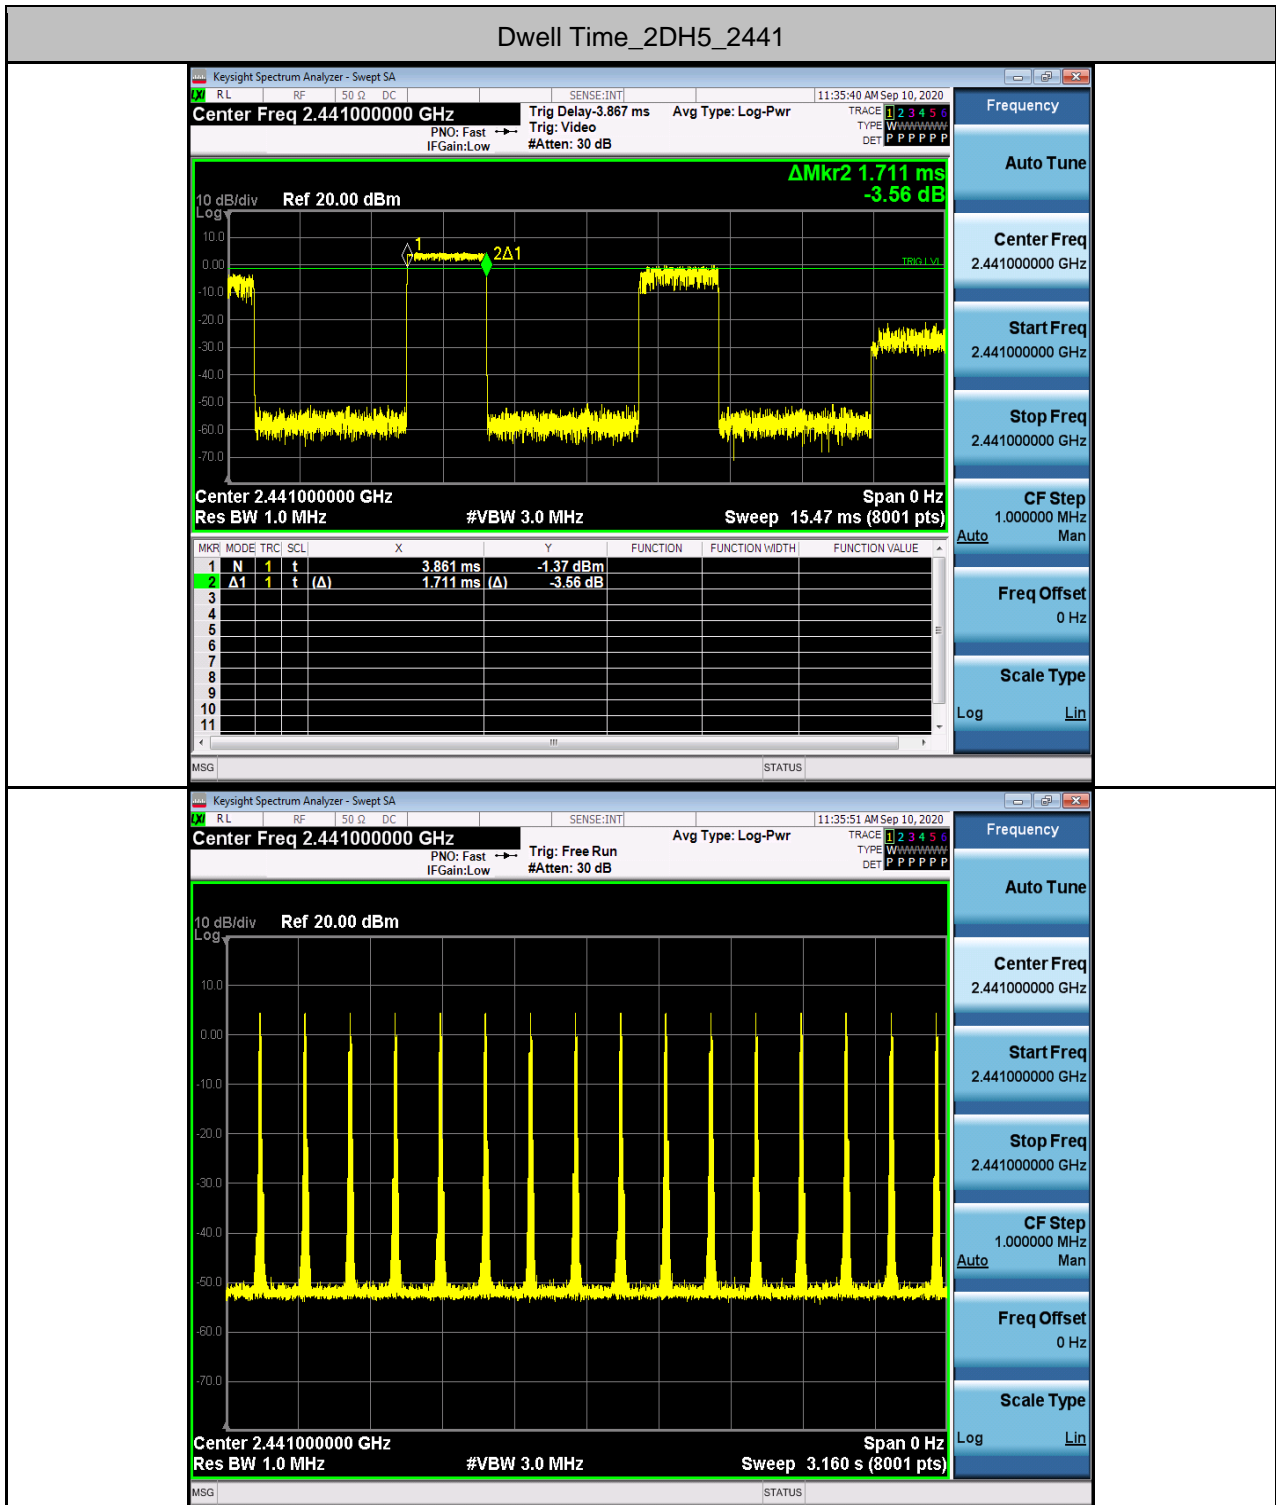 Dwell Time_2DH5_2441
Keysight Spectrum Analyzer - Swept SA
LXI RL RF 50 Ω DC SENSE:INT 11:35:40 AM Sep 10, 2020
Center Freq 2.441000000 GHz Trig Delay-3.867 ms Avg Type: Log-Pwr TRACE 1 2 3 4 5 6
PNO: Fast Trig: Video TYPE WWWWWW
IFGain:Low #Atten: 30 dB DET P P P P P P
ΔMkr2 1.711 ms
-3.56 dB
10 dB/div Ref 20.00 dBm
Log
10.0
1
2Δ1
0.00
TRIG LVL
-10.0
-20.0
-30.0
-40.0
-50.0
-60.0
-70.0
Center 2.441000000 GHz Span 0 Hz
Res BW 1.0 MHz #VBW 3.0 MHz Sweep 15.47 ms (8001 pts)
MKR MODE TRC SCL X Y FUNCTION FUNCTION WIDTH FUNCTION VALUE
1 N 1 t 3.861 ms -1.37 dBm
2 Δ1 1 t (Δ) 1.711 ms (Δ) -3.56 dB
3
4
5
6
7
8
9
10
11
MSG STATUS
Frequency
Auto Tune
Center Freq
2.441000000 GHz
Start Freq
2.441000000 GHz
Stop Freq
2.441000000 GHz
CF Step
1.000000 MHz
Auto Man
Freq Offset
0 Hz
Scale Type
Log Lin
Keysight Spectrum Analyzer - Swept SA
LXI RL RF 50 Ω DC SENSE:INT 11:35:51 AM Sep 10, 2020
Center Freq 2.441000000 GHz Avg Type: Log-Pwr TRACE 1 2 3 4 5 6
PNO: Fast Trig: Free Run TYPE WWWWWW
IFGain:Low #Atten: 30 dB DET P P P P P P
10 dB/div Ref 20.00 dBm
Log
10.0
0.00
-10.0
-20.0
-30.0
-40.0
-50.0
-60.0
-70.0
Center 2.441000000 GHz Span 0 Hz
Res BW 1.0 MHz #VBW 3.0 MHz Sweep 3.160 s (8001 pts)
MSG STATUS
Frequency
Auto Tune
Center Freq
2.441000000 GHz
Start Freq
2.441000000 GHz
Stop Freq
2.441000000 GHz
CF Step
1.000000 MHz
Auto Man
Freq Offset
0 Hz
Scale Type
Log Lin